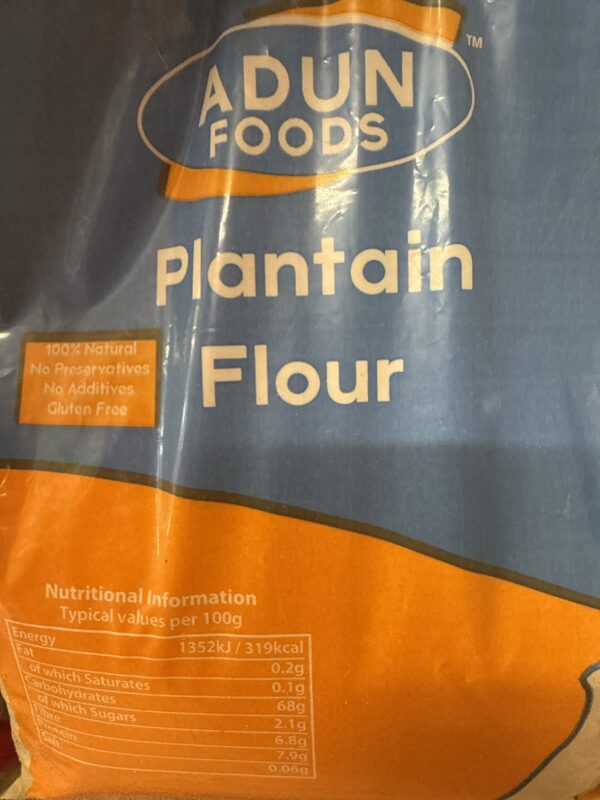 ADUN
FOODS
TM
Plantain
Flour
100% Natural
No Preservatives
No Additives
Gluten Free
Nutritional Information
Typical values per 100g
Energy 1352kJ / 319kcal
Fat 0.2g
of which Saturates 0.1g
Carbohydrates 68g
of which Sugars 2.1g
Fibre 6.8g
Protein 7.9g
Salt 0.06g